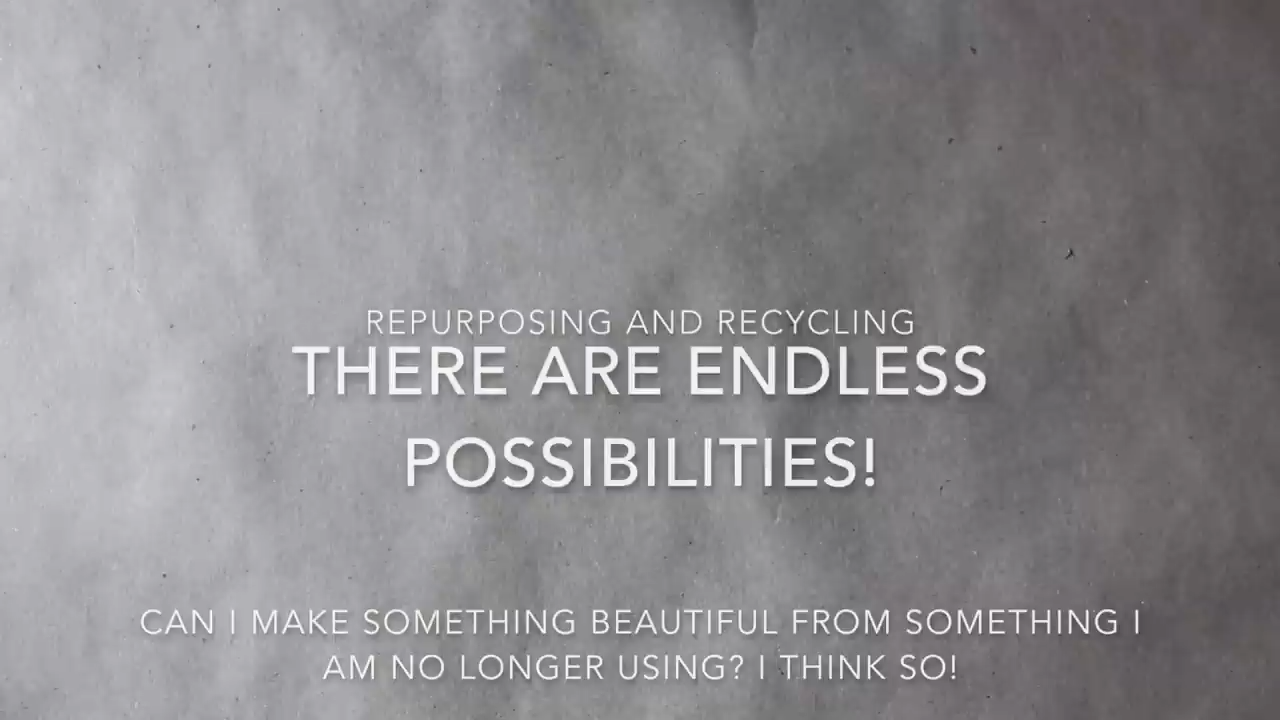 REPURPOSING AND RECYCLING
THERE ARE ENDLESS
POSSIBILITIES!
CAN I MAKE SOMETHING BEAUTIFUL FROM SOMETHING I
AM NO LONGER USING? I THINK SO!